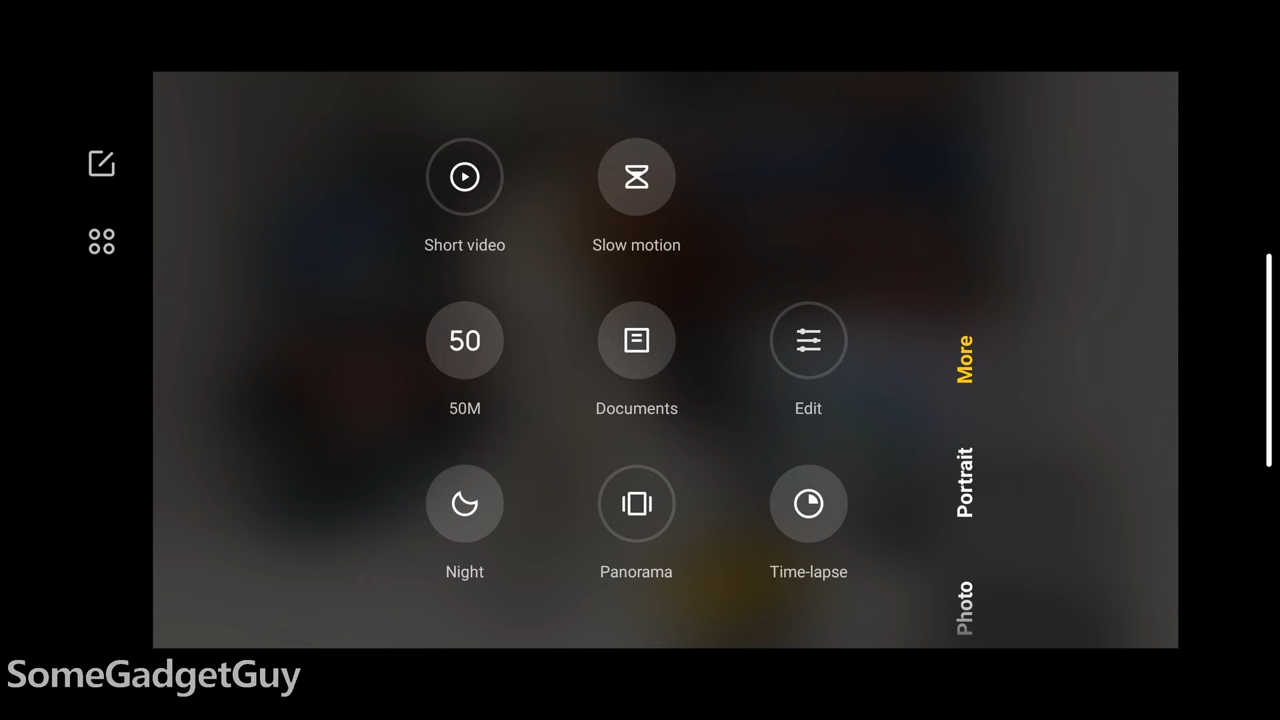 Short video
Slow motion
50
50M
Documents
Edit
Night
Panorama
Time-lapse
More
Portrait
Photo
SomeGadgetGuy